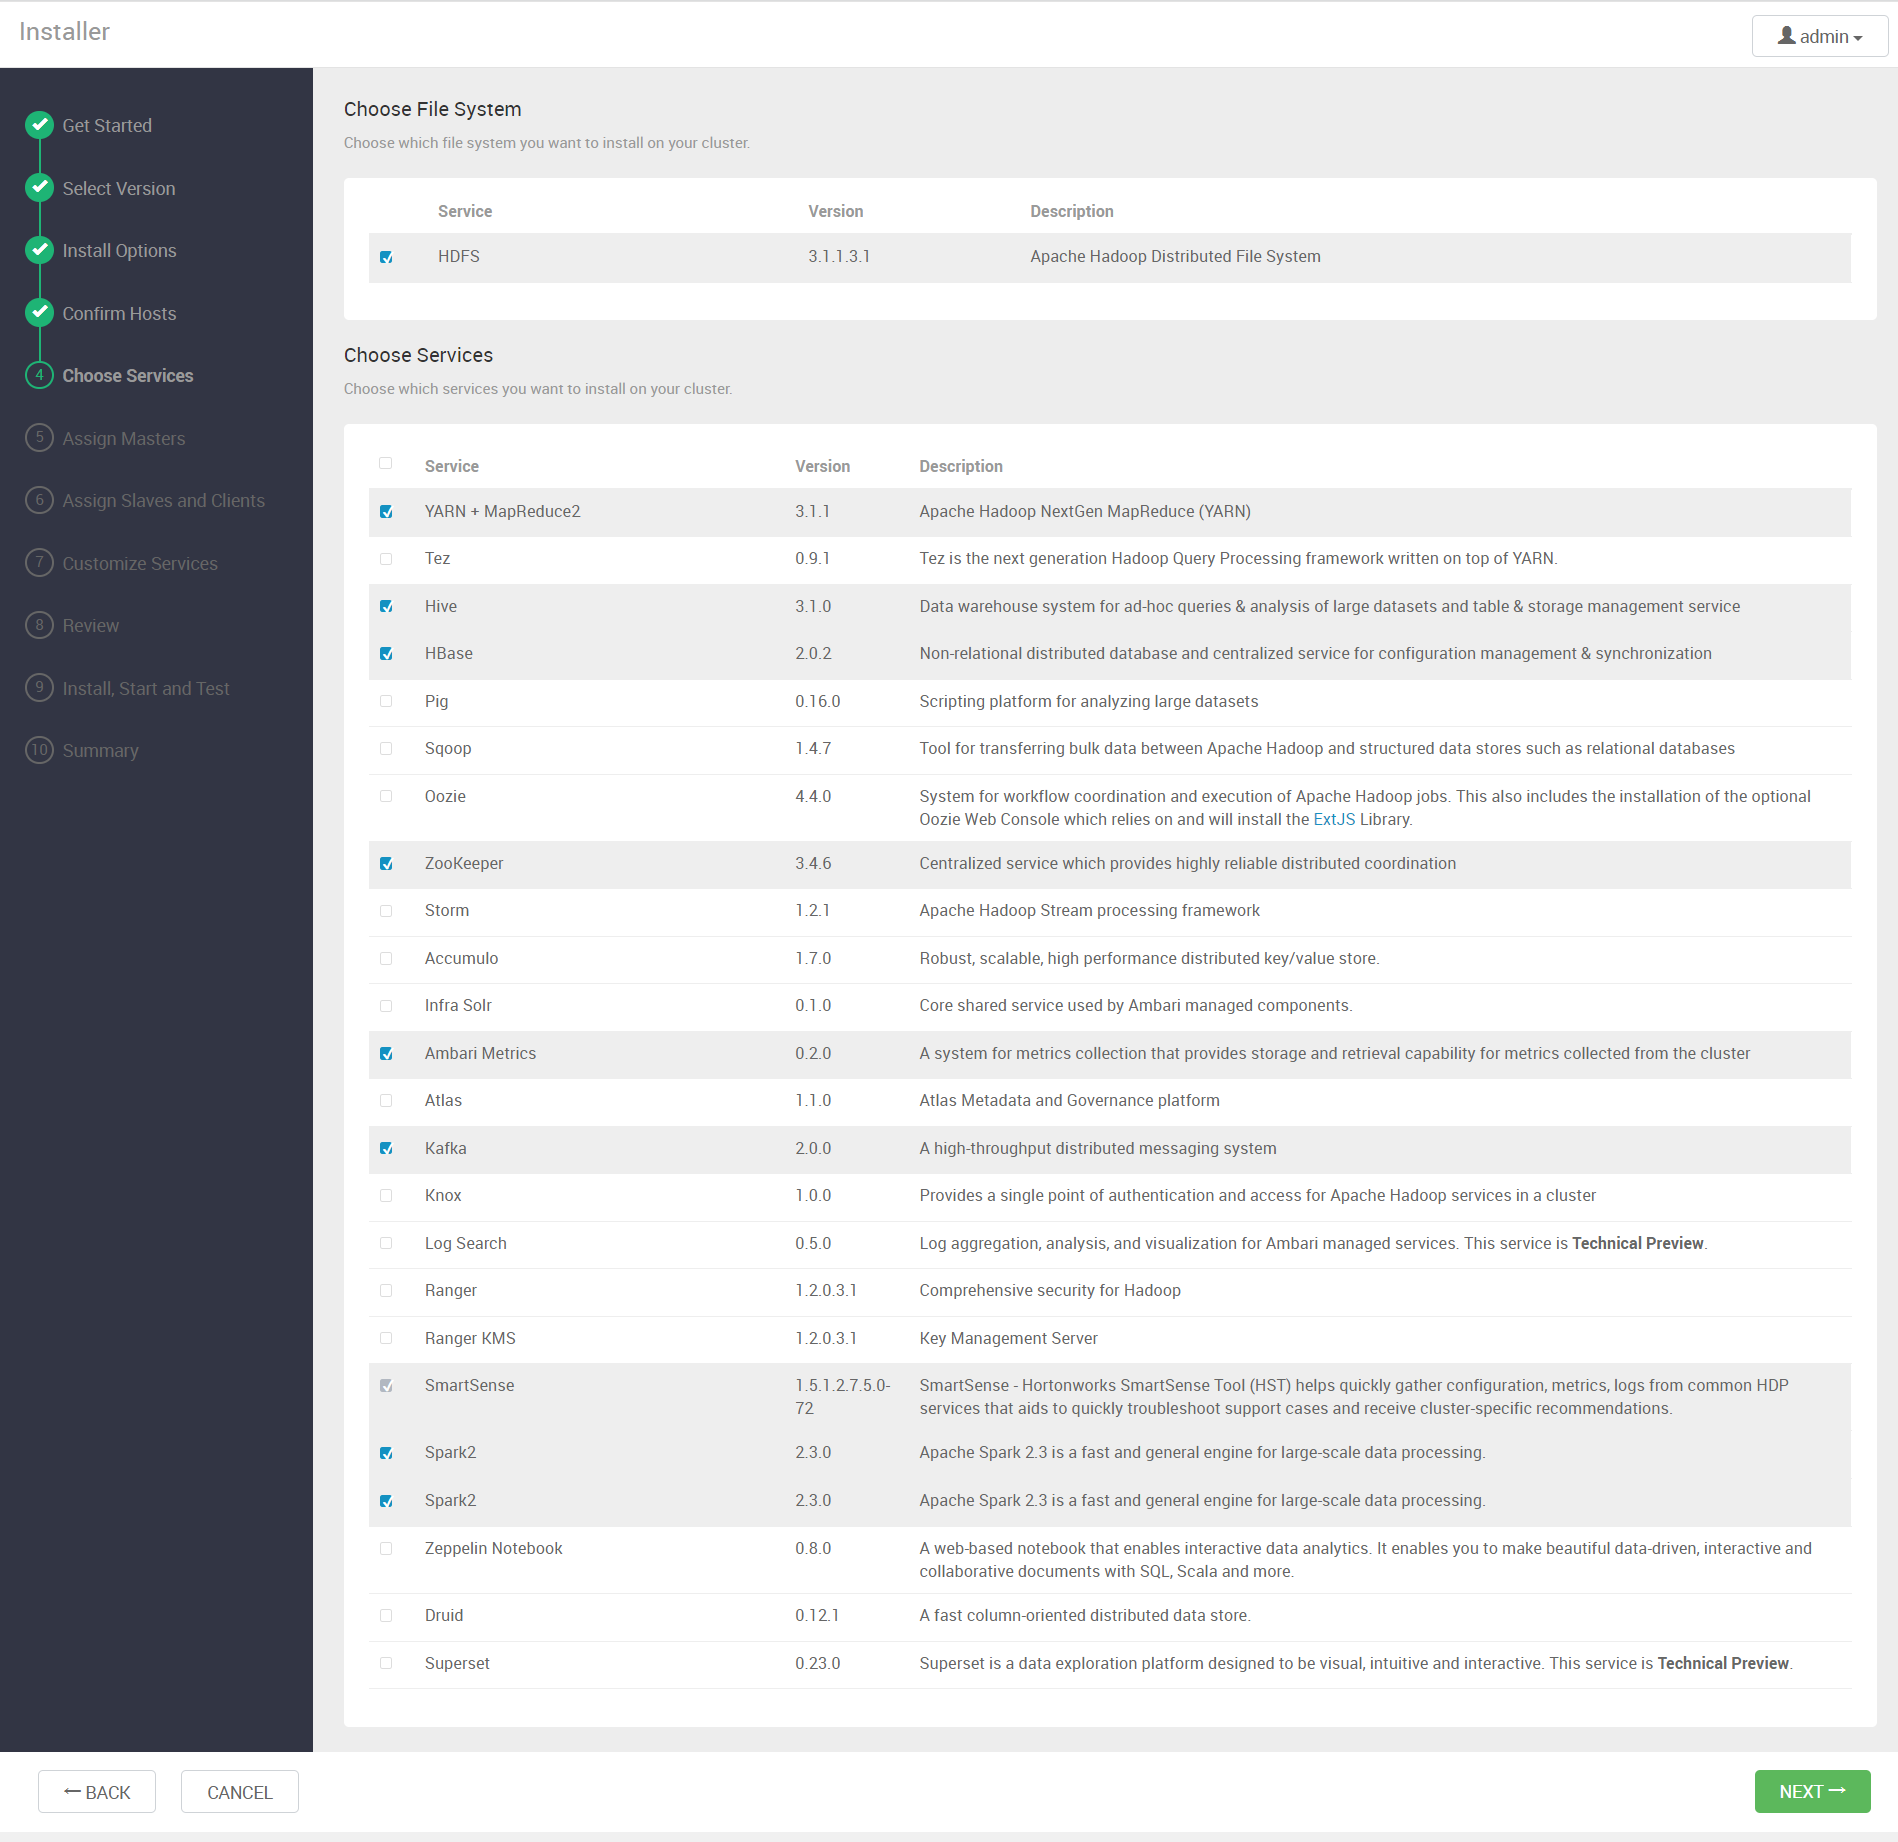 Installer
admin
Get Started
Select Version
Install Options
Confirm Hosts
4 Choose Services
5 Assign Masters
6 Assign Slaves and Clients
7 Customize Services
8 Review
9 Install, Start and Test
10 Summary
Choose File System
Choose which file system you want to install on your cluster.
Service Version Description
HDFS 3.1.1.3.1 Apache Hadoop Distributed File System
Choose Services
Choose which services you want to install on your cluster.
Service Version Description
YARN + MapReduce2 3.1.1 Apache Hadoop NextGen MapReduce (YARN)
Tez 0.9.1 Tez is the next generation Hadoop Query Processing framework written on top of YARN.
Hive 3.1.0 Data warehouse system for ad-hoc queries & analysis of large datasets and table & storage management service
HBase 2.0.2 Non-relational distributed database and centralized service for configuration management & synchronization
Pig 0.16.0 Scripting platform for analyzing large datasets
Sqoop 1.4.7 Tool for transferring bulk data between Apache Hadoop and structured data stores such as relational databases
Oozie 4.4.0 System for workflow coordination and execution of Apache Hadoop jobs. This also includes the installation of the optional
Oozie Web Console which relies on and will install the ExtJS Library.
ZooKeeper 3.4.6 Centralized service which provides highly reliable distributed coordination
Storm 1.2.1 Apache Hadoop Stream processing framework
Accumulo 1.7.0 Robust, scalable, high performance distributed key/value store.
Infra Solr 0.1.0 Core shared service used by Ambari managed components.
Ambari Metrics 0.2.0 A system for metrics collection that provides storage and retrieval capability for metrics collected from the cluster
Atlas 1.1.0 Atlas Metadata and Governance platform
Kafka 2.0.0 A high-throughput distributed messaging system
Knox 1.0.0 Provides a single point of authentication and access for Apache Hadoop services in a cluster
Log Search 0.5.0 Log aggregation, analysis, and visualization for Ambari managed services. This service is Technical Preview.
Ranger 1.2.0.3.1 Comprehensive security for Hadoop
Ranger KMS 1.2.0.3.1 Key Management Server
SmartSense 1.5.1.2.7.5.0- SmartSense - Hortonworks SmartSense Tool (HST) helps quickly gather configuration, metrics, logs from common HDP
72 services that aids to quickly troubleshoot support cases and receive cluster-specific recommendations.
Spark2 2.3.0 Apache Spark 2.3 is a fast and general engine for large-scale data processing.
Spark2 2.3.0 Apache Spark 2.3 is a fast and general engine for large-scale data processing.
Zeppelin Notebook 0.8.0 A web-based notebook that enables interactive data analytics. It enables you to make beautiful data-driven, interactive and
collaborative documents with SQL, Scala and more.
Druid 0.12.1 A fast column-oriented distributed data store.
Superset 0.23.0 Superset is a data exploration platform designed to be visual, intuitive and interactive. This service is Technical Preview.
← BACK CANCEL NEXT →